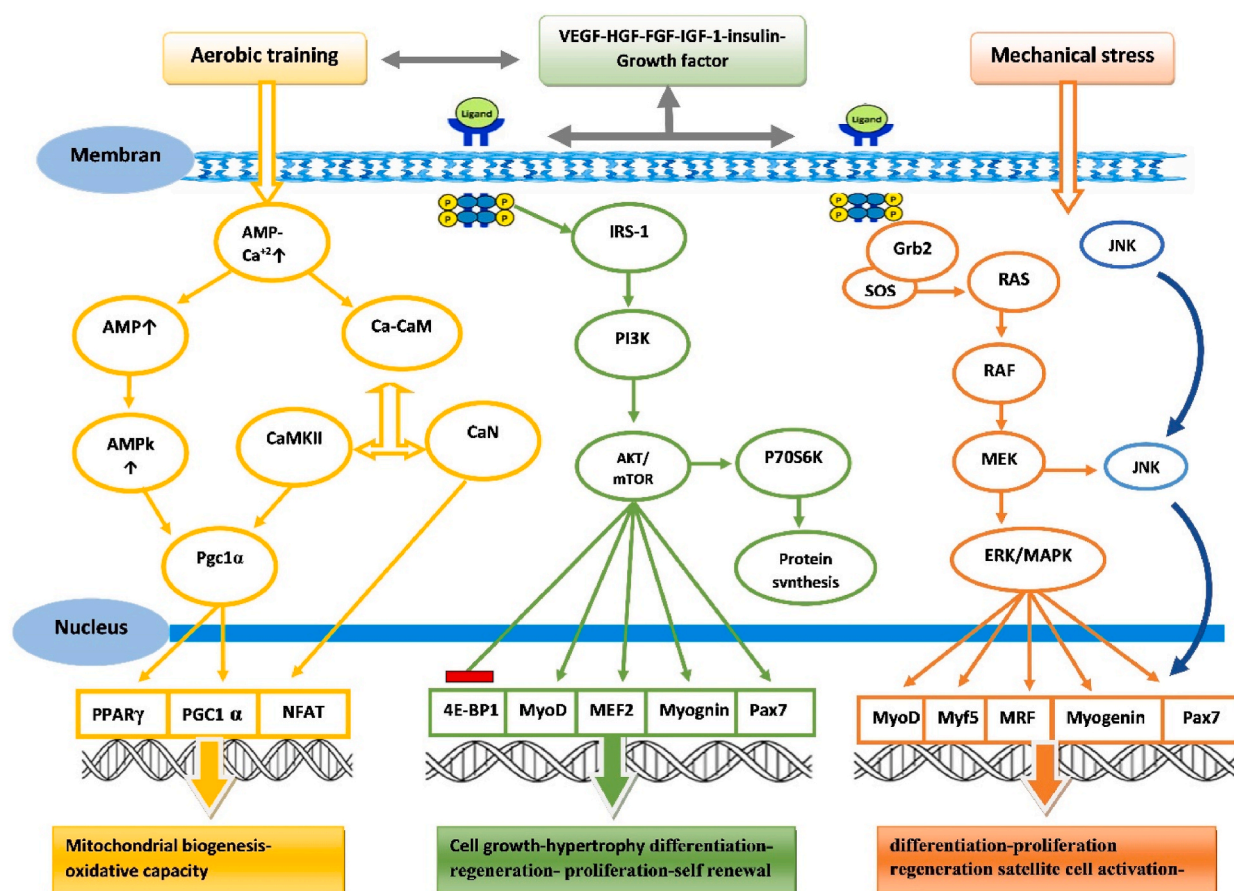 Aerobic training
VEGF-HGF-FGF-IGF-1-insulin-
Growth factor
Mechanical stress
Ligand
Ligand
Membran
P
P
P
P
P
P
P
P
AMP-
Ca⁺²↑
IRS-1
Grb2
SOS
RAS
JNK
AMP↑
Ca-CaM
PI3K
RAF
AMPk
↑
CaMKII
CaN
AKT/
mTOR
P70S6K
MEK
JNK
Pgc1α
Protein
svnthesis
ERK/MAPK
Nucleus
PPARγ
PGC1 α
NFAT
4E-BP1
MyoD
MEF2
Myognin
Pax7
MyoD
Myf5
MRF
Myogenin
Pax7
Mitochondrial biogenesis-
oxidative capacity
Cell growth-hypertrophy differentiation-
regeneration- proliferation-self renewal
differentiation-proliferation
regeneration satellite cell activation-